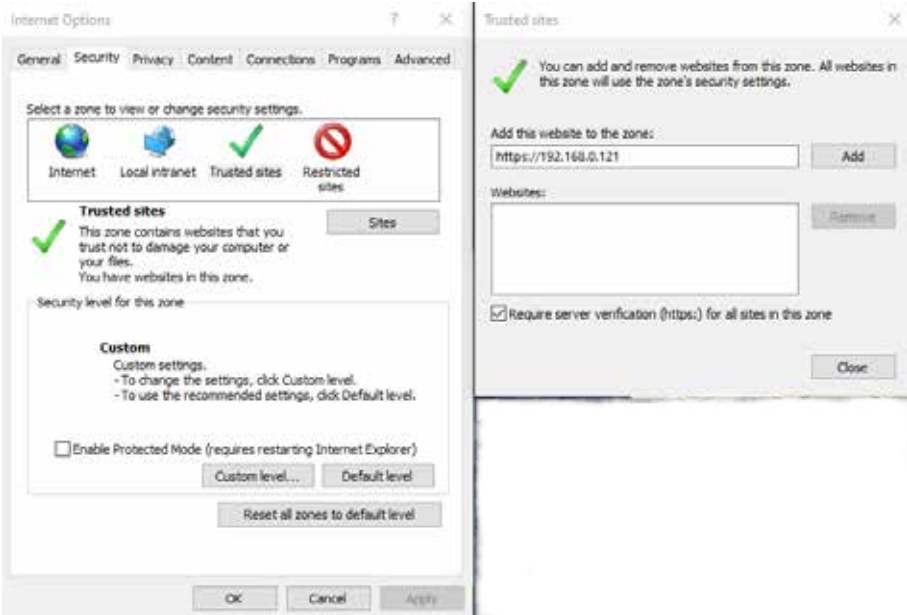 Internet Options ? ×
General Security Privacy Content Connections Programs Advanced
Select a zone to view or change security settings.
Internet Local intranet Trusted sites Restricted
sites
Trusted sites
Sites
This zone contains websites that you
trust not to damage your computer or
your files.
You have websites in this zone.
Security level for this zone
Custom
Custom settings.
- To change the settings, click Custom level.
- To use the recommended settings, click Default level.
Enable Protected Mode (requires restarting Internet Explorer)
Custom level... Default level
Reset all zones to default level
OK Cancel Apply
Trusted sites ×
You can add and remove websites from this zone. All websites in
this zone will use the zone's security settings.
Add this website to the zone:
https://192.168.0.121 Add
Websites:
Remove
Require server verification (https:) for all sites in this zone
Close